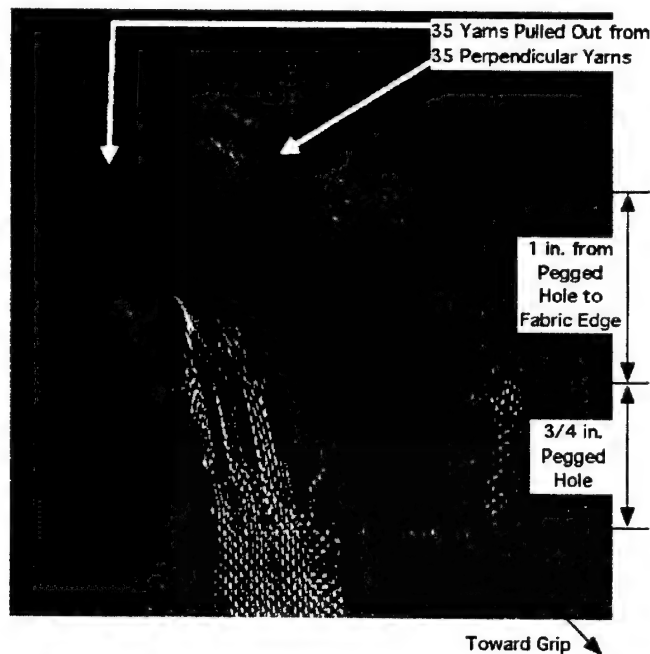 35 Yarns Pulled Out from
35 Perpendicular Yarns
1 in. from
Pegged
Hole to
Fabric Edge
3/4 in.
Pegged
Hole
Toward Grip